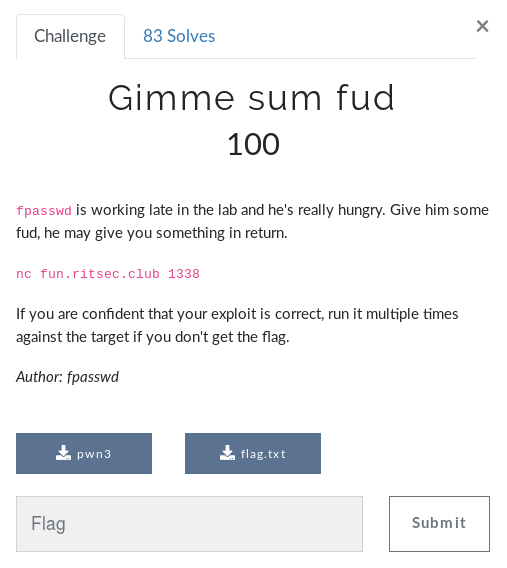 Challenge
83 Solves
×
Gimme sum fud
100
fpasswd is working late in the lab and he's really hungry. Give him some
fud, he may give you something in return.
nc fun.ritsec.club 1338
If you are confident that your exploit is correct, run it multiple times
against the target if you don't get the flag.
Author: fpasswd
pwn3
flag.txt
Flag
Submit